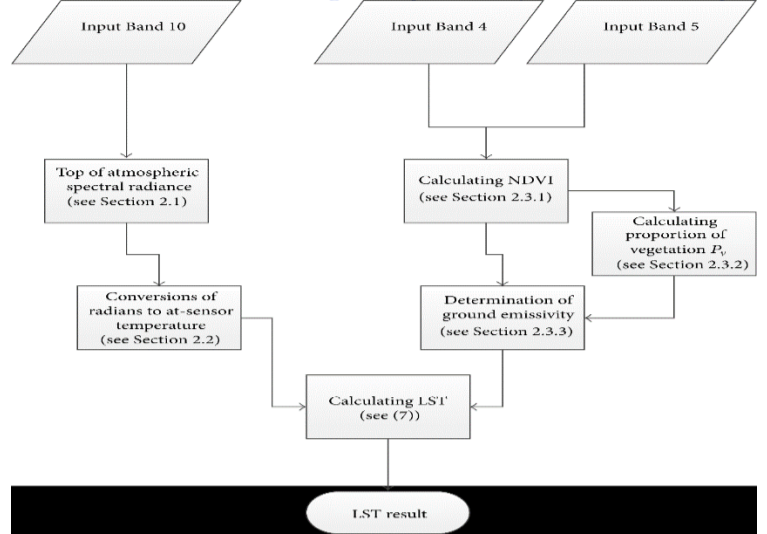 Input Band 10
Input Band 4
Input Band 5
Top of atmospheric
spectral radiance
(see Section 2.1)
Calculating NDVI
(see Section 2.3.1)
Calculating
proportion of
vegetation Pᵥ
(see Section 2.3.2)
Conversions of
radians to at-sensor
temperature
(see Section 2.2)
Determination of
ground emissivity
(see Section 2.3.3)
Calculating LST
(see (7))
LST result